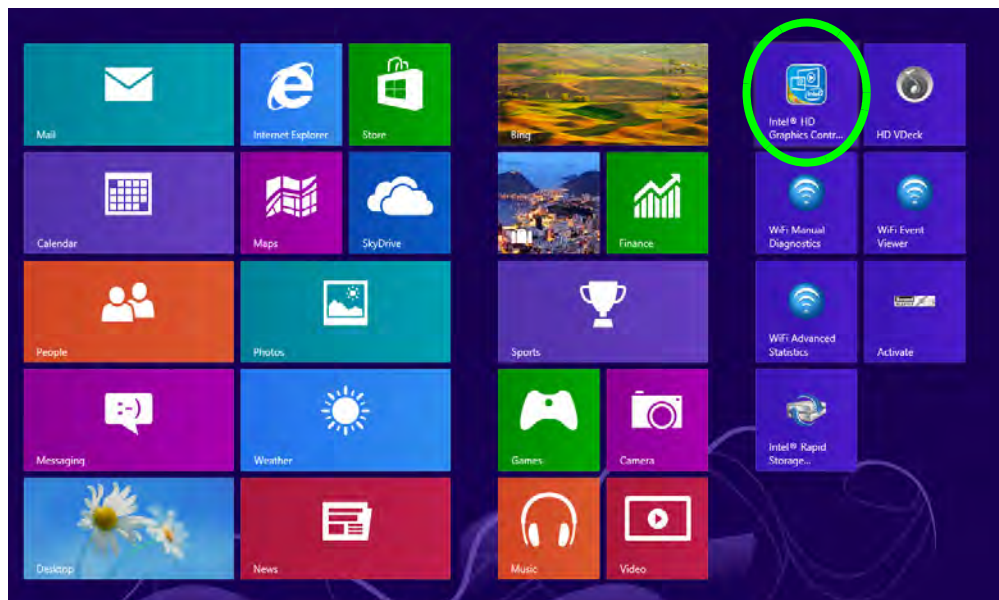 Mail
Internet Explorer
Store
Bing
Intel® HD
Graphics Contr...
HD VDeck
Calendar
Maps
SkyDrive
Finance
WiFi Manual
Diagnostics
WiFi Event
Viewer
People
Photos
Sports
WiFi Advanced
Statistics
Activate
Messaging
:-)
Weather
Games
Camera
Intel® Rapid
Storage...
Desktop
News
Music
Video